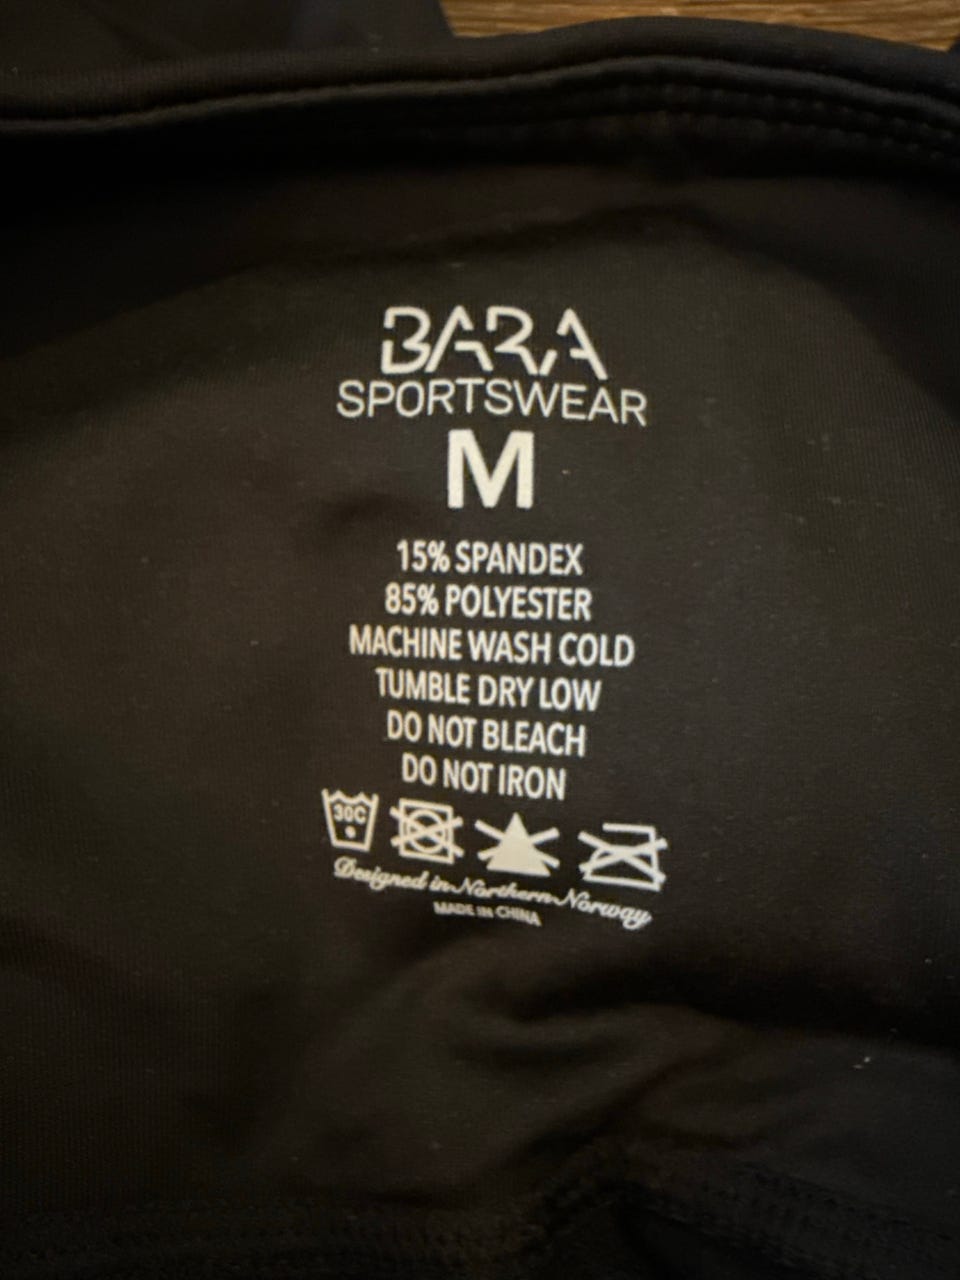 BARA
SPORTSWEAR
M
15% SPANDEX
85% POLYESTER
MACHINE WASH COLD
TUMBLE DRY LOW
DO NOT BLEACH
DO NOT IRON
30C
Designed in Northern Norway
MADE IN CHINA